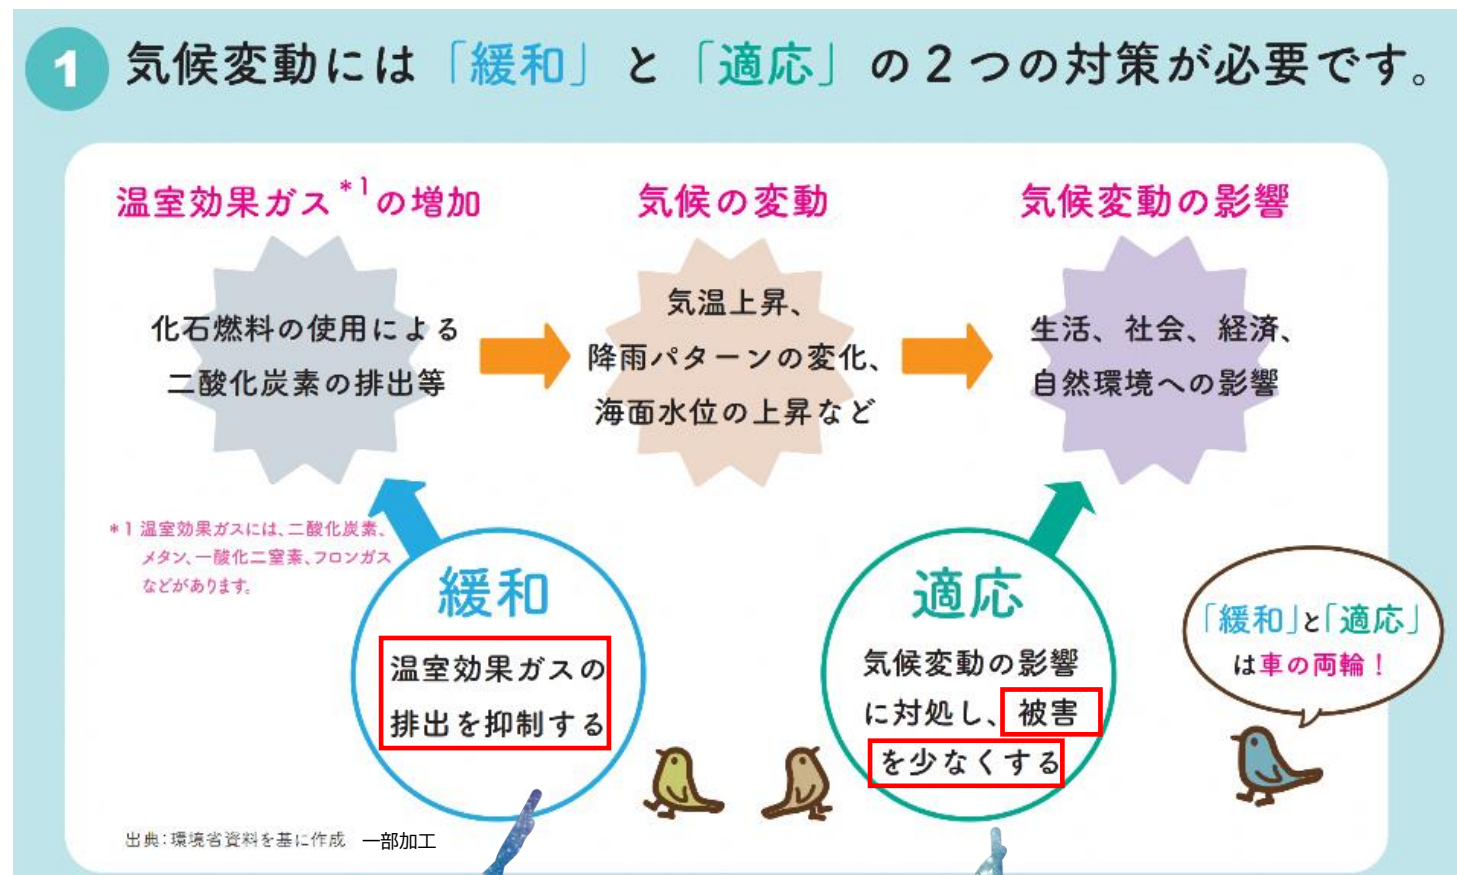 1 気候変動には「緩和」と「適応」の2つの対策が必要です。
温室効果ガス*1の増加
気候の変動
気候変動の影響
化石燃料の使用による
二酸化炭素の排出等
気温上昇、
降雨パターンの変化、
海面水位の上昇など
生活、社会、経済、
自然環境への影響
*1 温室効果ガスには、二酸化炭素、
メタン、一酸化二窒素、フロンガス
などがあります。
緩和
温室効果ガスの
排出を抑制する
適応
気候変動の影響
に対処し、被害
を少なくする
「緩和」と「適応」
は車の両輪！
出典：環境省資料を基に作成 一部加工